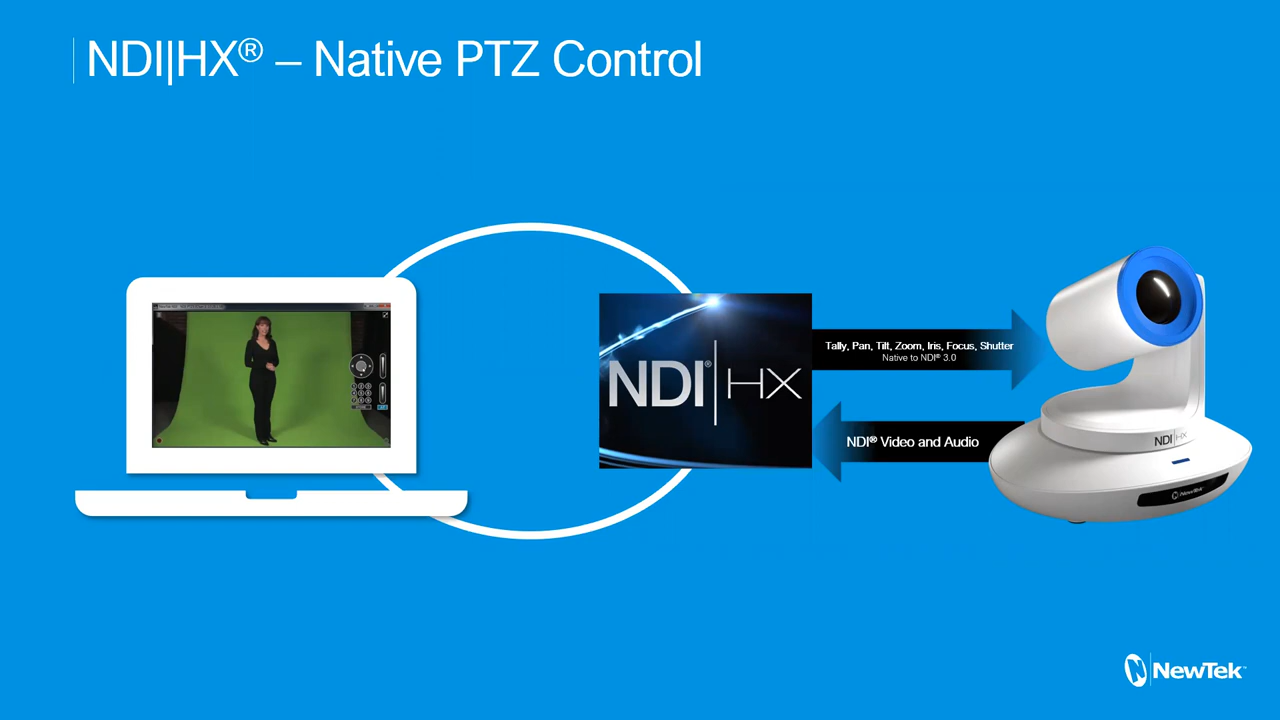 NDI|HX® – Native PTZ Control
NDI® HX
Tally, Pan, Tilt, Zoom, Iris, Focus, Shutter
Native to NDI® 3.0
NDI® Video and Audio
NDI HX
NewTek
NewTek™